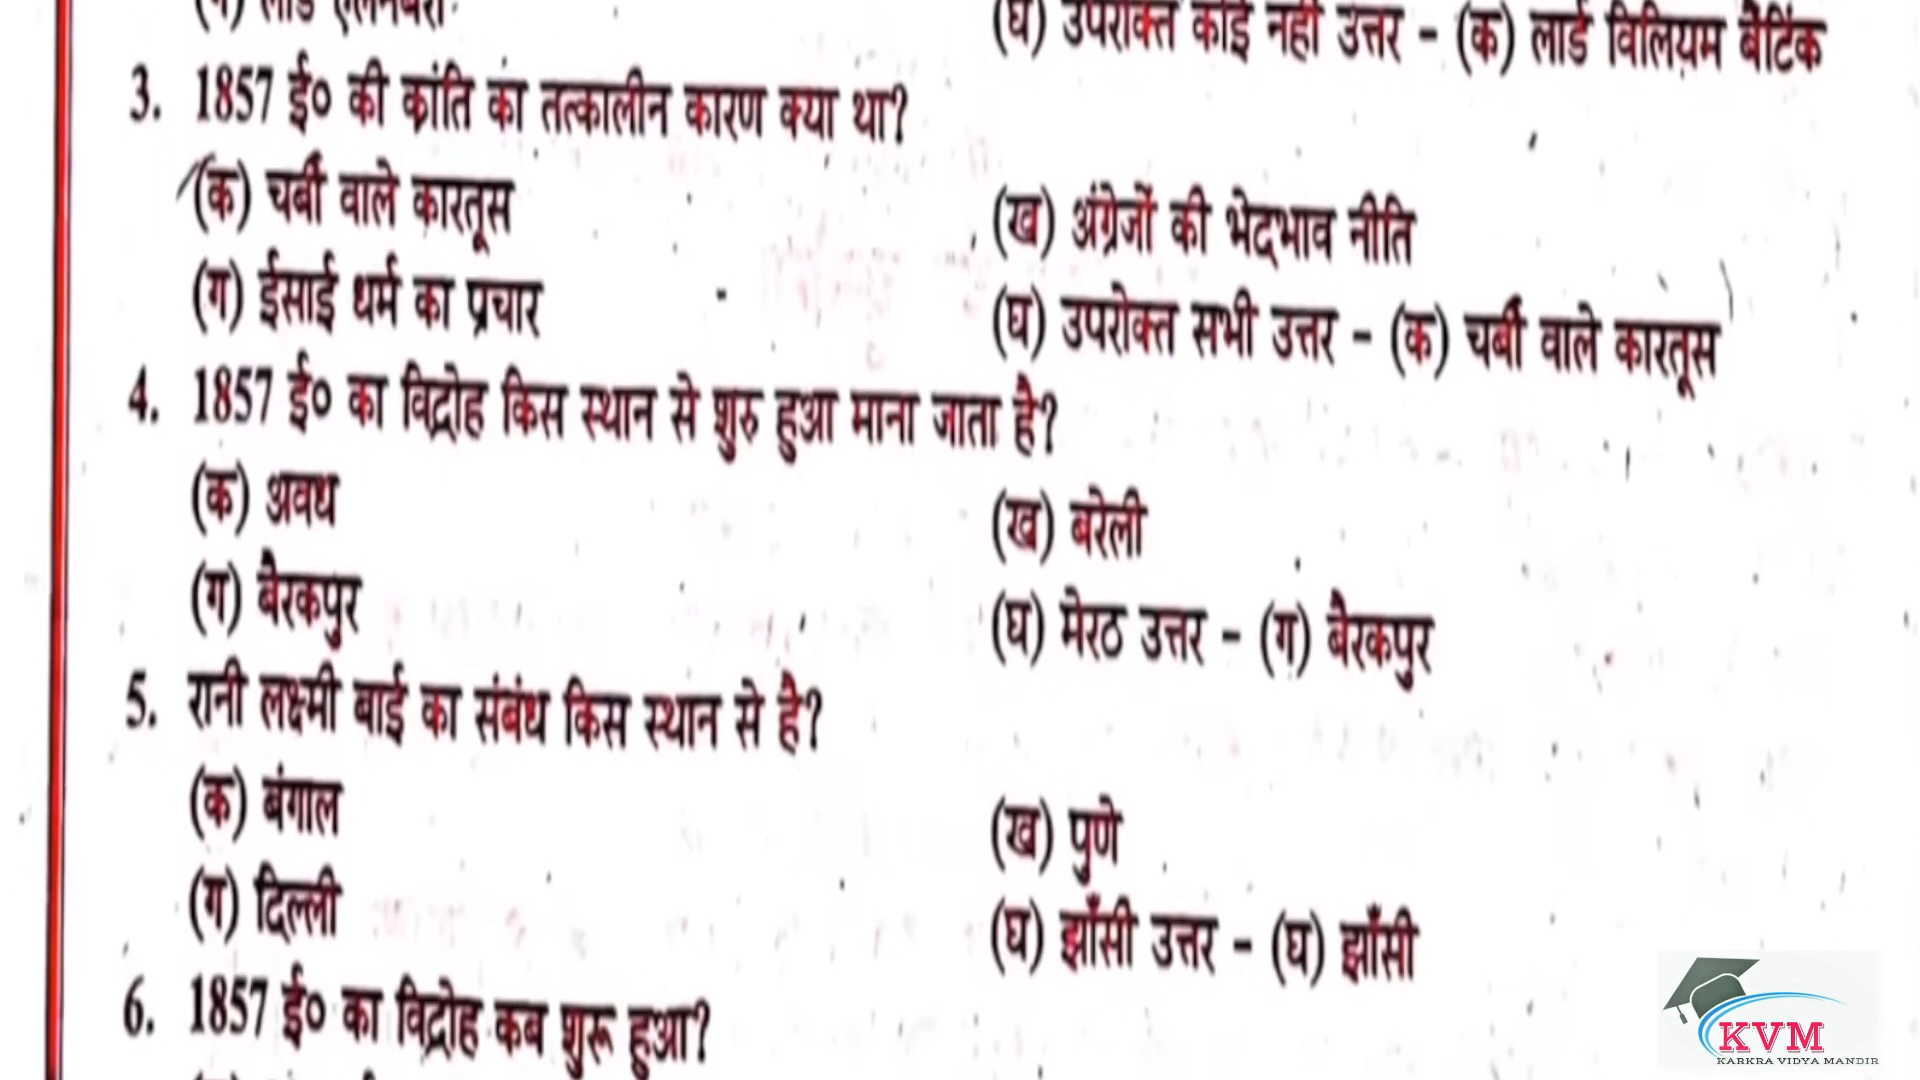 (ग) लार्ड एलनबरा (घ) उपरोक्त कोई नहीं उत्तर – (क) लार्ड विलियम बैटिंक
3. 1857 ई० की क्रांति का तत्कालीन कारण क्या था?
(क) चर्बी वाले कारतूस (ख) अंग्रेजों की भेदभाव नीति
(ग) ईसाई धर्म का प्रचार (घ) उपरोक्त सभी उत्तर – (क) चर्बी वाले कारतूस
4. 1857 ई० का विद्रोह किस स्थान से शुरु हुआ माना जाता है?
(क) अवध (ख) बरेली
(ग) बैरकपुर (घ) मेरठ उत्तर – (ग) बैरकपुर
5. रानी लक्ष्मी बाई का संबंध किस स्थान से है?
(क) बंगाल (ख) पुणे
(ग) दिल्ली (घ) झाँसी उत्तर – (घ) झाँसी
6. 1857 ई० का विद्रोह कब शुरू हुआ?
KVM
KARKRA VIDYA MANDIR